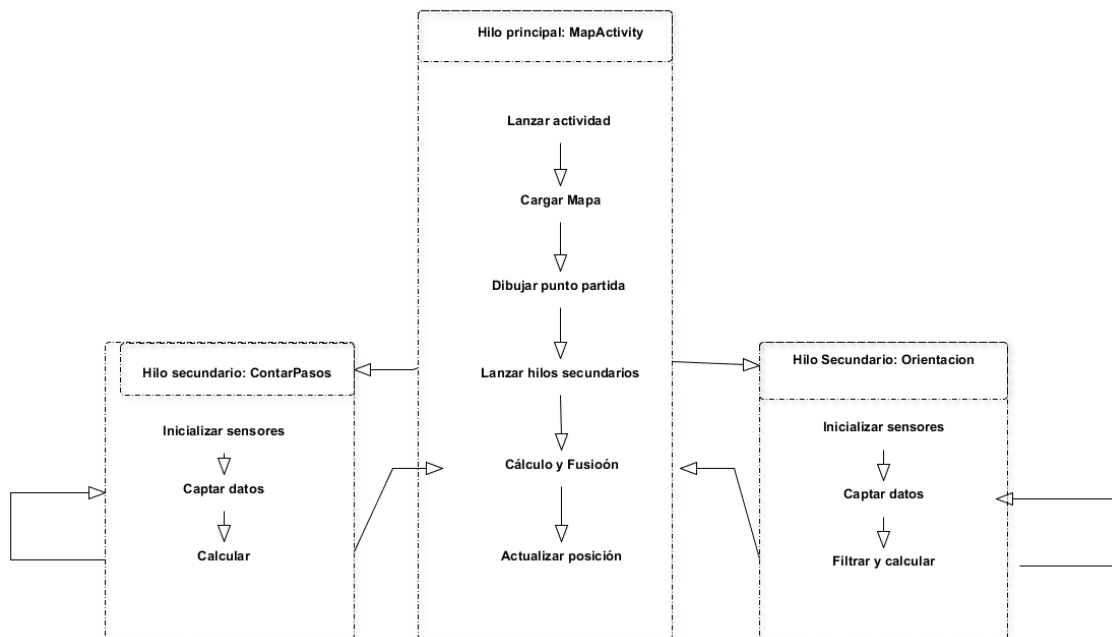 Hilo principal: MapActivity
Lanzar actividad
Cargar Mapa
Dibujar punto partida
Lanzar hilos secundarios
Cálculo y Fusioón
Actualizar posición
Hilo secundario: ContarPasos
Inicializar sensores
Captar datos
Calcular
Hilo Secundario: Orientacion
Inicializar sensores
Captar datos
Filtrar y calcular